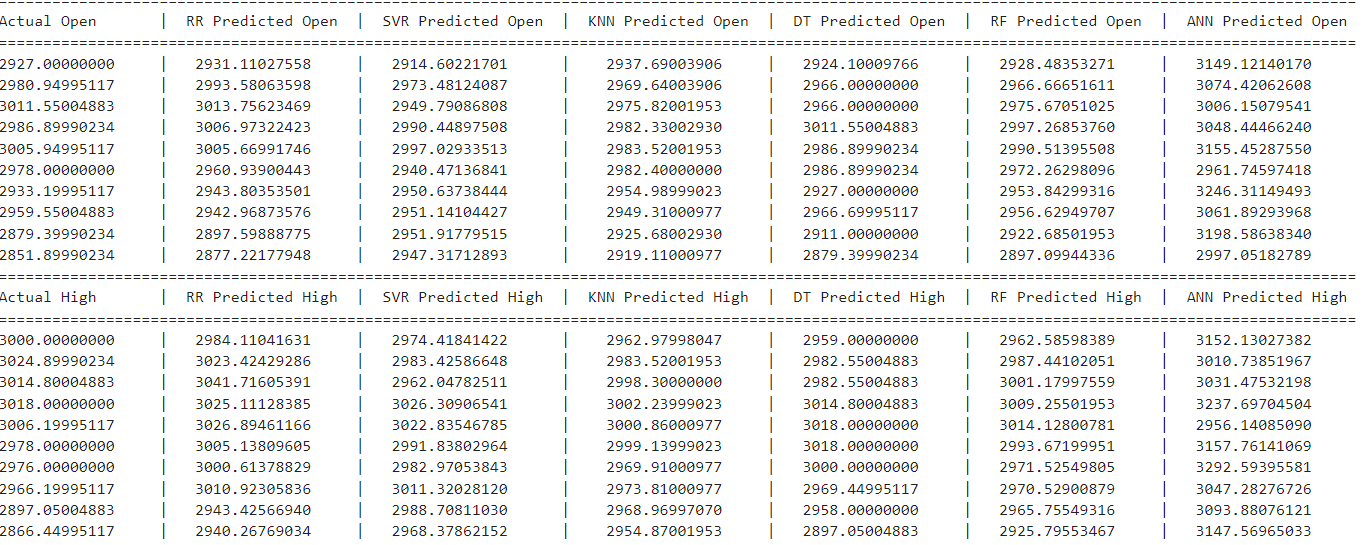 Actual Open | RR Predicted Open | SVR Predicted Open | KNN Predicted Open | DT Predicted Open | RF Predicted Open | ANN Predicted Open
2927.00000000 | 2931.11027558 | 2914.60221701 | 2937.69003906 | 2924.10009766 | 2928.48353271 | 3149.12140170
2980.94995117 | 2993.58063598 | 2973.48124087 | 2969.64003906 | 2966.00000000 | 2966.66651611 | 3074.42062608
3011.55004883 | 3013.75623469 | 2949.79086808 | 2975.82001953 | 2966.00000000 | 2975.67051025 | 3006.15079541
2986.89990234 | 3006.97322423 | 2990.44897508 | 2982.33002930 | 3011.55004883 | 2997.26853760 | 3048.44466240
3005.94995117 | 3005.66991746 | 2997.02933513 | 2983.52001953 | 2986.89990234 | 2990.51395508 | 3155.45287550
2978.00000000 | 2960.93900443 | 2940.47136841 | 2982.40000000 | 2986.89990234 | 2972.26298096 | 2961.74597418
2933.19995117 | 2943.80353501 | 2950.63738444 | 2954.98999023 | 2927.00000000 | 2953.84299316 | 3246.31149493
2959.55004883 | 2942.96873576 | 2951.14104427 | 2949.31000977 | 2966.69995117 | 2956.62949707 | 3061.89293968
2879.39990234 | 2897.59888775 | 2951.91779515 | 2925.68002930 | 2911.00000000 | 2922.68501953 | 3198.58638340
2851.89990234 | 2877.22177948 | 2947.31712893 | 2919.11000977 | 2879.39990234 | 2897.09944336 | 2997.05182789
Actual High | RR Predicted High | SVR Predicted High | KNN Predicted High | DT Predicted High | RF Predicted High | ANN Predicted High
3000.00000000 | 2984.11041631 | 2974.41841422 | 2962.97998047 | 2959.00000000 | 2962.58598389 | 3152.13027382
3024.89990234 | 3023.42429286 | 2983.42586648 | 2983.52001953 | 2982.55004883 | 2987.44102051 | 3010.73851967
3014.80004883 | 3041.71605391 | 2962.04782511 | 2998.30000000 | 2982.55004883 | 3001.17997559 | 3031.47532198
3018.00000000 | 3025.11128385 | 3026.30906541 | 3002.23999023 | 3014.80004883 | 3009.25501953 | 3237.69704504
3006.19995117 | 3026.89461166 | 3022.83546785 | 3000.86000977 | 3018.00000000 | 3014.12800781 | 2956.14085090
2978.00000000 | 3005.13809605 | 2991.83802964 | 2999.13999023 | 3018.00000000 | 2993.67199951 | 3157.76141069
2976.00000000 | 3000.61378829 | 2982.97053843 | 2969.91000977 | 3000.00000000 | 2971.52549805 | 3292.59395581
2966.19995117 | 3010.92305836 | 3011.32028120 | 2973.81000977 | 2969.44995117 | 2970.52900879 | 3047.28276726
2897.05004883 | 2943.42566940 | 2988.70811030 | 2968.96997070 | 2958.00000000 | 2965.75549316 | 3093.88076121
2866.44995117 | 2940.26769034 | 2968.37862152 | 2954.87001953 | 2897.05004883 | 2925.79553467 | 3147.56965033